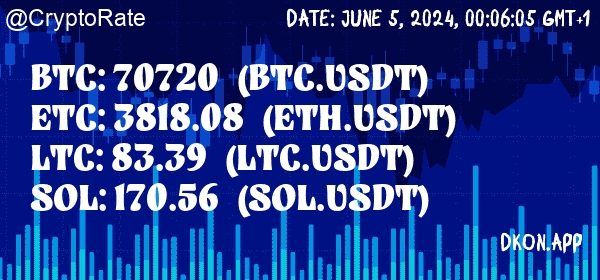 @CryptoRate
DATE: JUNE 5, 2024, 00:06:05 GMT+1
BTC: 70720 (BTC.USDT)
ETC: 3818.08 (ETH.USDT)
LTC: 83.39 (LTC.USDT)
SOL: 170.56 (SOL.USDT)
DKON.APP